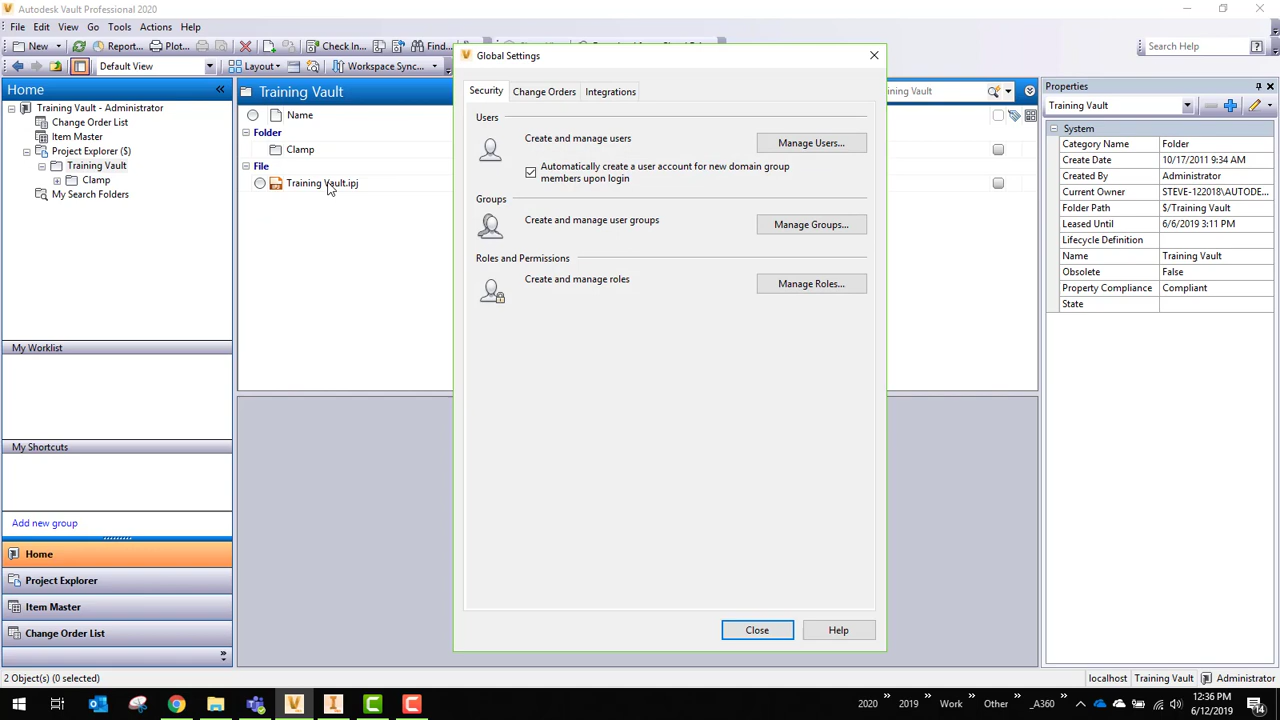 Autodesk Vault Professional 2020
File Edit View Go Tools Actions Help
New Report... Plot... Check In... Find...
Search Help
Default View Layout Workspace Sync...
Home
Training Vault - Administrator
Change Order List
Item Master
Project Explorer ($)
Training Vault
Clamp
My Search Folders
My Worklist
My Shortcuts
Add new group
Home
Project Explorer
Item Master
Change Order List
Training Vault
Name
Folder
Clamp
File
Training Vault.ipj
Global Settings
Security Change Orders Integrations
Users
Create and manage users Manage Users...
Automatically create a user account for new domain group
members upon login
Groups
Create and manage user groups Manage Groups...
Roles and Permissions
Create and manage roles Manage Roles...
Close Help
Properties
Training Vault
System
Category Name Folder
Create Date 10/17/2011 9:34 AM
Created By Administrator
Current Owner STEVE-122018\AUTODE...
Folder Path $/Training Vault
Leased Until 6/6/2019 3:11 PM
Lifecycle Definition
Name Training Vault
Obsolete False
Property Compliance Compliant
State
2 Object(s) (0 selected)
localhost Training Vault Administrator
2020 2019 Work Other _A360
12:36 PM
6/12/2019
14